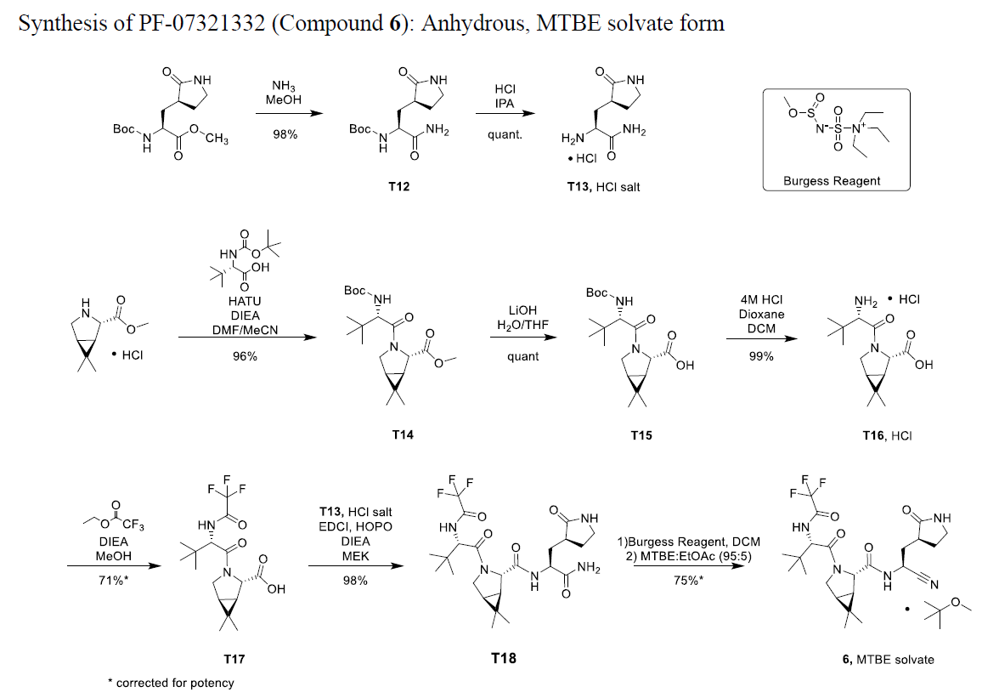 Synthesis of PF-07321332 (Compound 6): Anhydrous, MTBE solvate form
O
NH
Boc
N
H
O
O
CH3
NH3
MeOH
98%
O
NH
Boc
N
H
NH2
O
T12
HCl
IPA
quant.
O
NH
H2N
NH2
• HCl
O
T13, HCl salt
O
O
S
N-
O
S
O
N+
Burgess Reagent
H
N
O
O
• HCl
O
HN
O
OH
O
HATU
DIEA
DMF/MeCN
96%
Boc
NH
O
N
O
O
T14
LiOH
H2O/THF
quant
Boc
NH
O
N
O
OH
T15
4M HCl
Dioxane
DCM
99%
NH2 • HCl
O
N
O
OH
T16, HCl
O
O
CF3
DIEA
MeOH
71%*
F
F
F
HN
O
O
N
O
OH
T17
T13, HCl salt
EDCI, HOPO
DIEA
MEK
98%
F
F
F
HN
O
O
N
O
N
H
O
NH
NH2
O
T18
1)Burgess Reagent, DCM
2) MTBE:EtOAc (95:5)
75%*
F
F
F
HN
O
O
N
O
N
H
O
NH
N
•
O
6, MTBE solvate
* corrected for potency